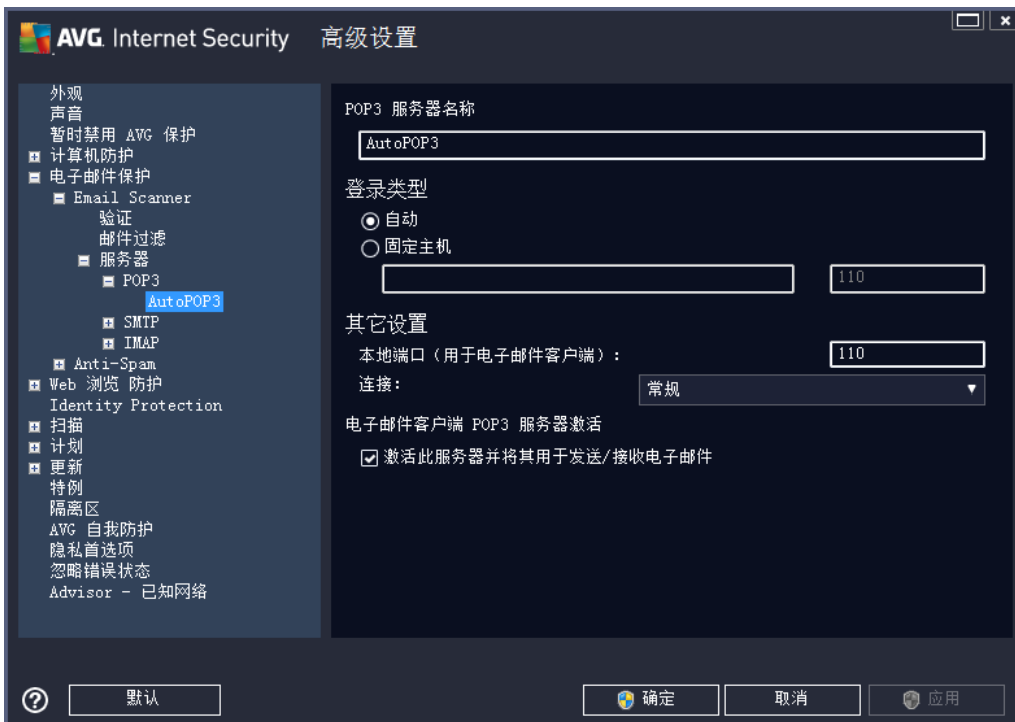 AVG. Internet Security 高级设置
外观
声音
暂时禁用 AVG 保护
计算机防护
电子邮件保护
Email Scanner
验证
邮件过滤
服务器
POP3
AutoPOP3
SMTP
IMAP
Anti-Spam
Web 浏览 防护
Identity Protection
扫描
计划
更新
特例
隔离区
AVG 自我防护
隐私首选项
忽略错误状态
Advisor - 已知网络
POP3 服务器名称
AutoPOP3
登录类型
自动
固定主机
110
其它设置
本地端口（用于电子邮件客户端）: 110
连接: 常规
电子邮件客户端 POP3 服务器激活
激活此服务器并将其用于发送/接收电子邮件
默认 确定 取消 应用